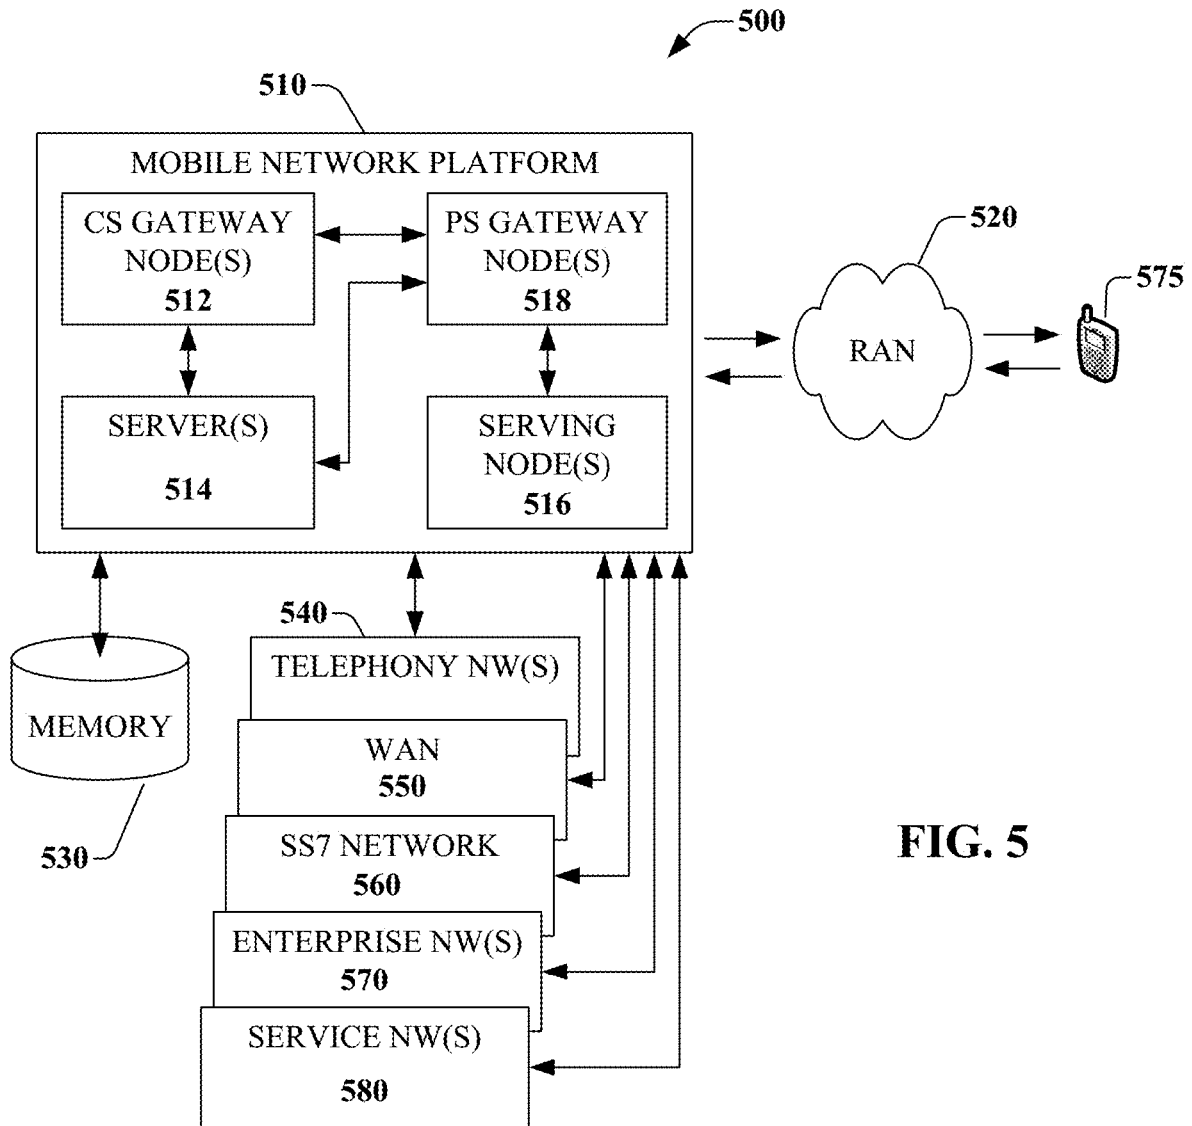 500
510
MOBILE NETWORK PLATFORM
CS GATEWAY
NODE(S)
512
PS GATEWAY
NODE(S)
518
SERVER(S)
514
SERVING
NODE(S)
516
520
RAN
575
540
TELEPHONY NW(S)
MEMORY
530
WAN
550
SS7 NETWORK
560
ENTERPRISE NW(S)
570
SERVICE NW(S)
580
FIG. 5